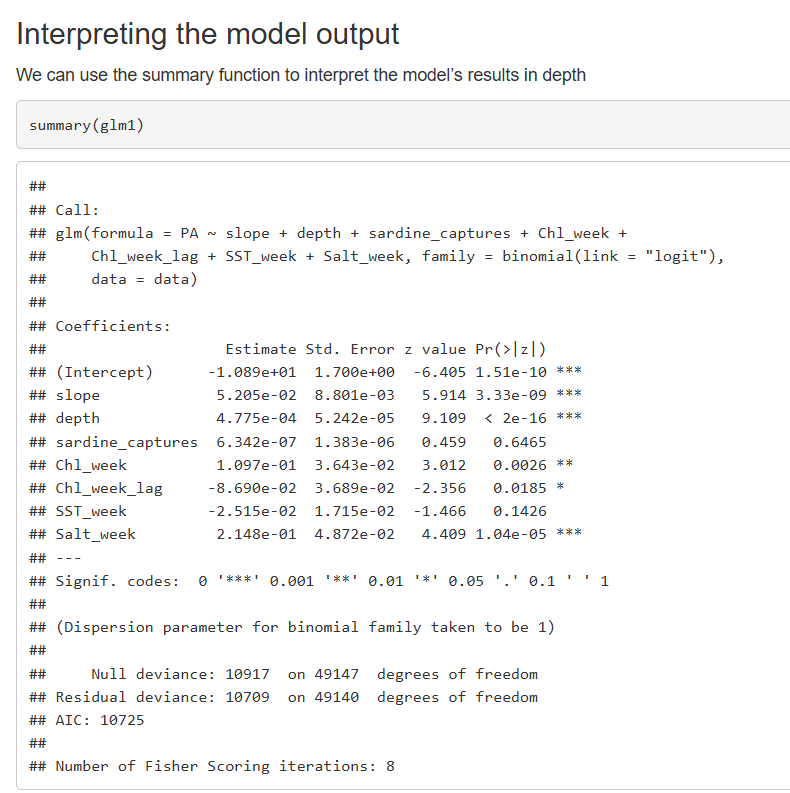 Interpreting the model output
We can use the summary function to interpret the model’s results in depth
summary(glm1)
##
## Call:
## glm(formula = PA ~ slope + depth + sardine_captures + Chl_week +
##     Chl_week_lag + SST_week + Salt_week, family = binomial(link = "logit"),
##     data = data)
##
## Coefficients:
##                    Estimate Std. Error z value Pr(>|z|)
## (Intercept)      -1.089e+01  1.700e+00  -6.405 1.51e-10 ***
## slope             5.205e-02  8.801e-03   5.914 3.33e-09 ***
## depth             4.775e-04  5.242e-05   9.109  < 2e-16 ***
## sardine_captures  6.342e-07  1.383e-06   0.459   0.6465
## Chl_week          1.097e-01  3.643e-02   3.012   0.0026 **
## Chl_week_lag     -8.690e-02  3.689e-02  -2.356   0.0185 *
## SST_week         -2.515e-02  1.715e-02  -1.466   0.1426
## Salt_week         2.148e-01  4.872e-02   4.409 1.04e-05 ***
## ---
## Signif. codes:  0 '***' 0.001 '**' 0.01 '*' 0.05 '.' 0.1 ' ' 1
##
## (Dispersion parameter for binomial family taken to be 1)
##
##     Null deviance: 10917  on 49147  degrees of freedom
## Residual deviance: 10709  on 49140  degrees of freedom
## AIC: 10725
##
## Number of Fisher Scoring iterations: 8